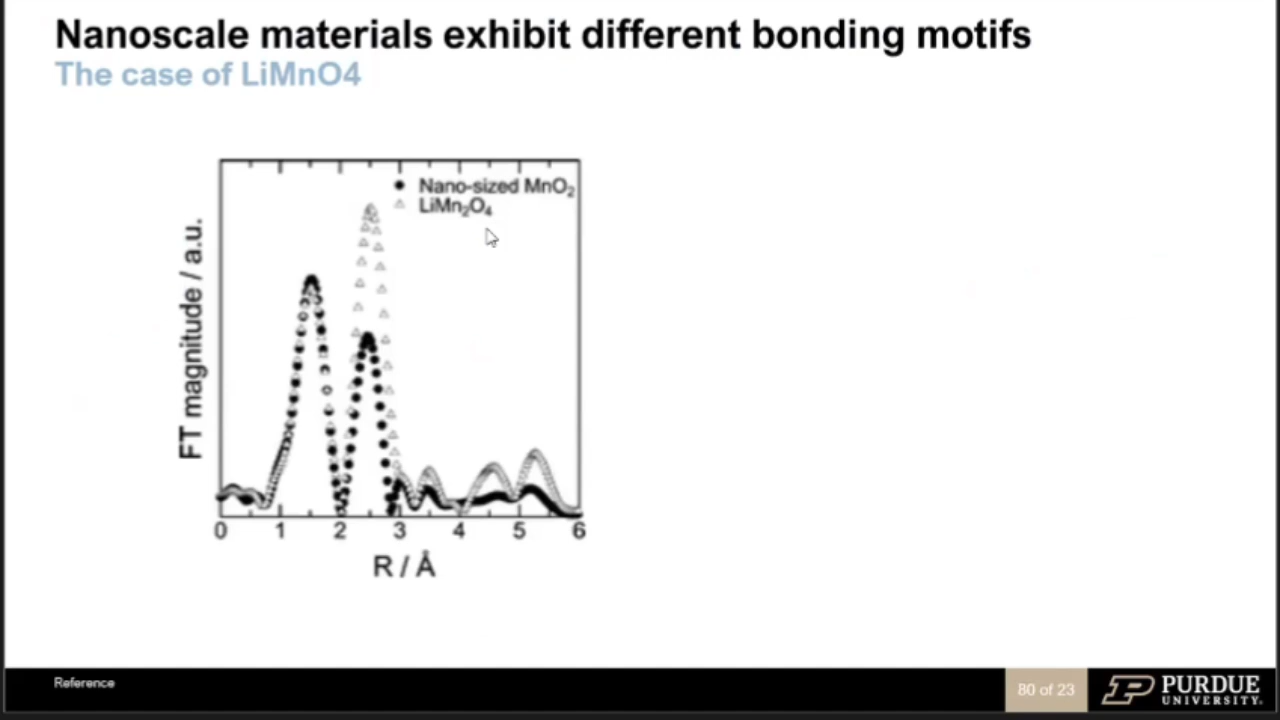 Nanoscale materials exhibit different bonding motifs
The case of LiMnO4
Nano-sized MnO₂
LiMn₂O₄
FT magnitude / a.u.
0 1 2 3 4 5 6
R / Å
Reference
80 of 23
PURDUE
UNIVERSITY.